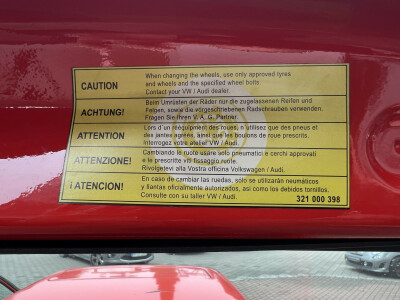 CAUTION
When changing the wheels, use only approved tyres
and wheels and the specified wheel bolts.
Contact your VW / Audi dealer.
ACHTUNG!
Beim Umrüsten der Räder nur die zugelassenen Reifen und
Felgen, sowie die vorgeschriebenen Radschrauben verwenden.
Fragen Sie Ihren V. A. G. Partner.
ATTENTION
Lors d'un rééquipment des roues, n'utilisez que des pneus et
des jantes agréés, ainsi que les boulons de roue prescrits.
Interrogez votre atelier VW / Audi.
ATTENZIONE!
Cambiando le ruote usare solo pneumatici e cerchi approvati
e le prescritte viti fissaggio ruote.
Rivolgetevi alla Vostra officina Volkswagen / Audi.
¡ ATENCION!
En caso de cambiar las ruedas, sólo se utilizarán neumáticos
y llantas oficialmente autorizados, así como los debidos tornillos.
Consulte con su taller VW / Audi.
321 000 398